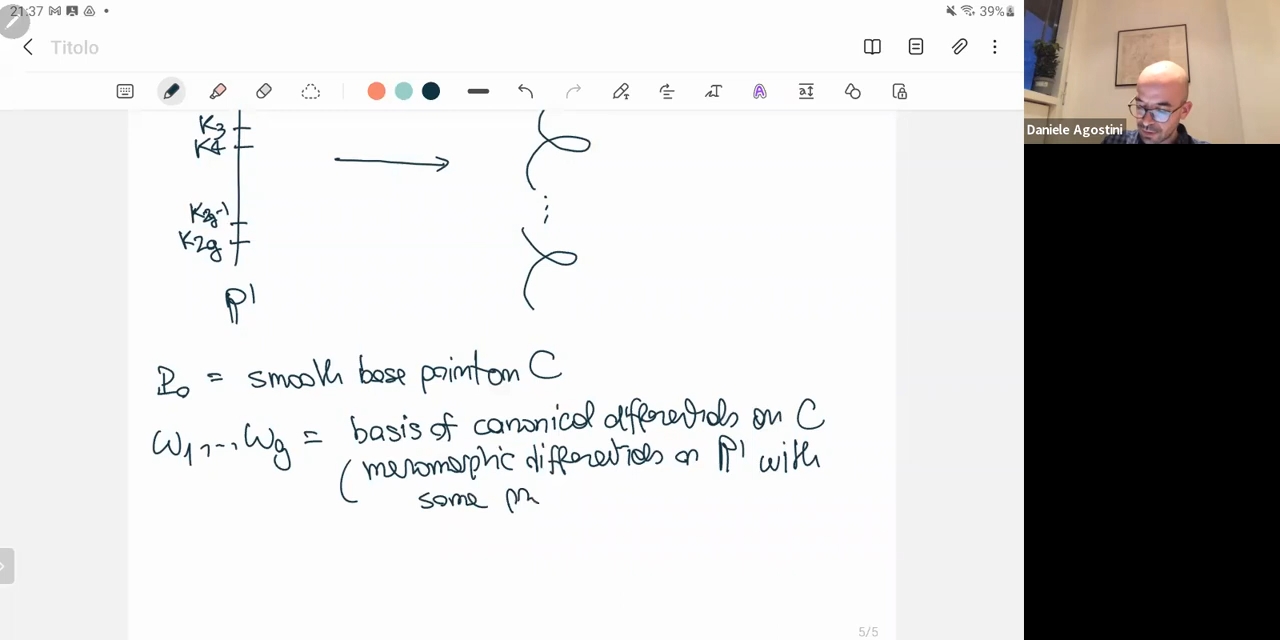 21:37
39%
Titolo
Daniele Agostini
K3
K4
K2g-1
K2g
P¹
P₀ = smooth base point on C
ω₁, ..., ωg = basis of canonical differentials on C
(meromorphic differentials on P¹ with
some
5/5